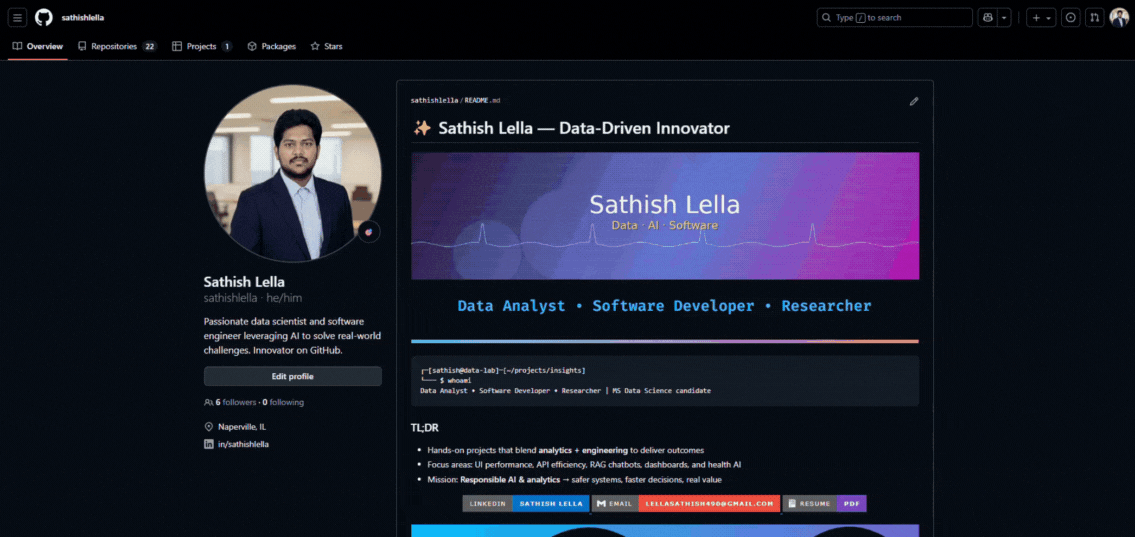 sathishlella
Type / to search
Overview
Repositories 22
Projects 1
Packages
Stars
Sathish Lella
sathishlella · he/him
Passionate data scientist and software
engineer leveraging AI to solve real-world
challenges. Innovator on GitHub.
Edit profile
6 followers · 0 following
Naperville, IL
in/sathishlella
sathishlella / README.md
✨ Sathish Lella — Data-Driven Innovator
Sathish Lella
Data · AI · Software
Data Analyst • Software Developer • Researcher
┌─[sathish@data-lab]─[~/projects/insights]
└── $ whoami
Data Analyst • Software Developer • Researcher | MS Data Science candidate
TL;DR
• Hands-on projects that blend analytics + engineering to deliver outcomes
• Focus areas: UI performance, API efficiency, RAG chatbots, dashboards, and health AI
• Mission: Responsible AI & analytics → safer systems, faster decisions, real value
LINKEDIN SATHISH LELLA
EMAIL LELLASATHISH490@GMAIL.COM
RESUME PDF